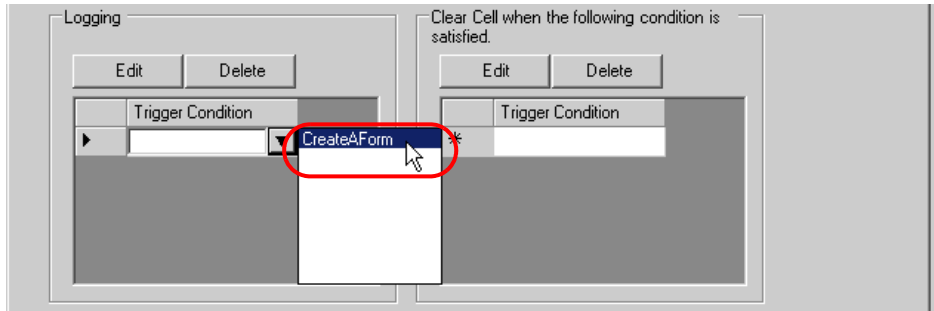 Logging
Edit
Delete
Trigger Condition
CreateAForm
Clear Cell when the following condition is
satisfied.
Edit
Delete
Trigger Condition
*